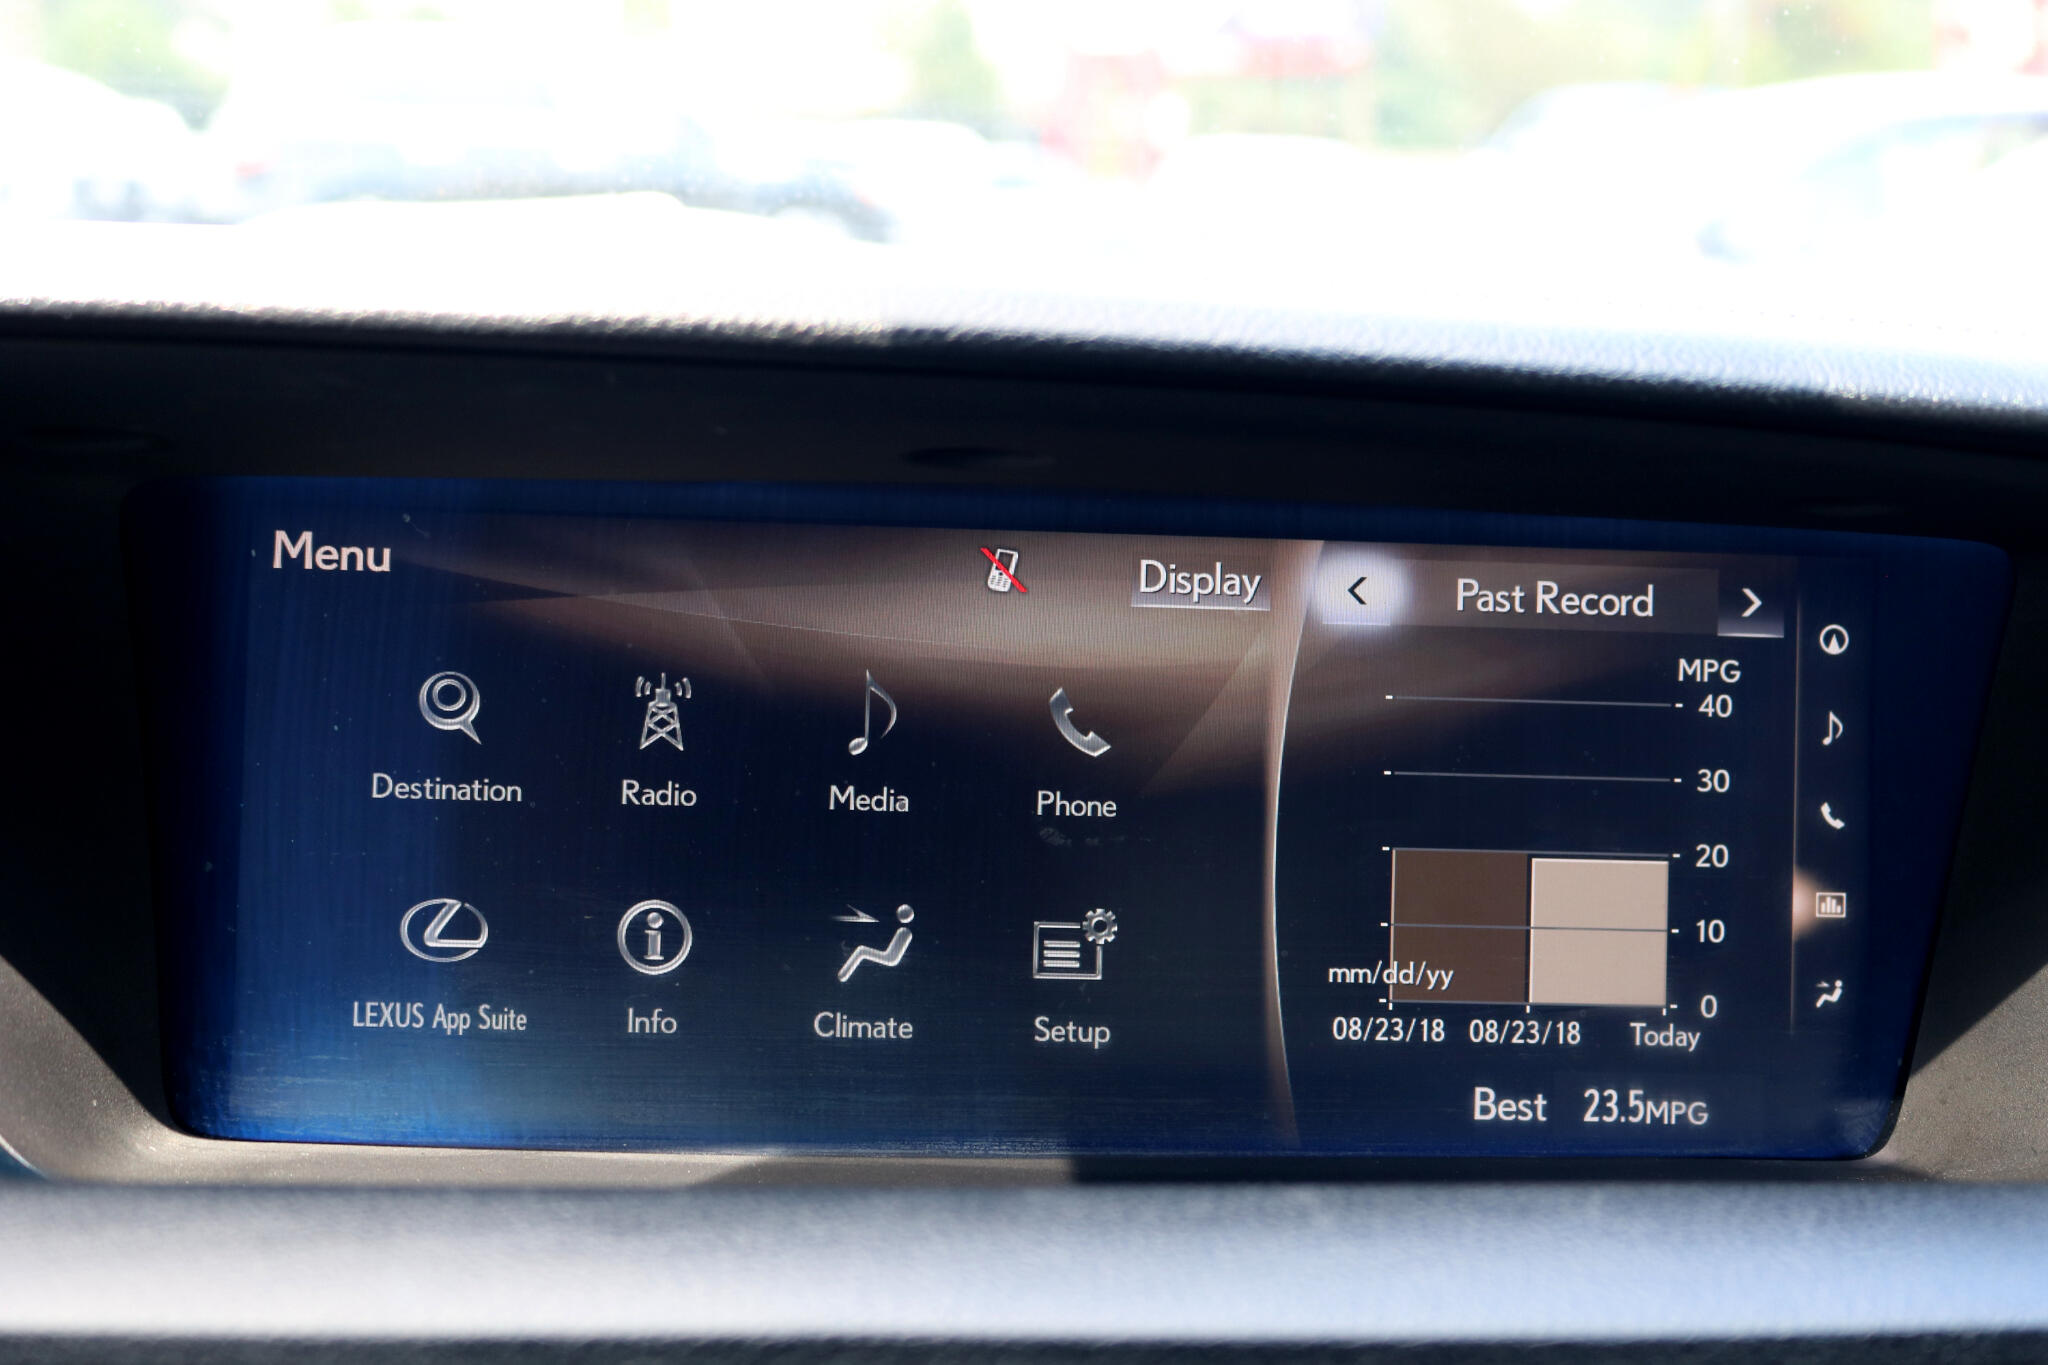 Menu
Display
Past Record
Destination
Radio
Media
Phone
LEXUS App Suite
Info
Climate
Setup
MPG
40
30
20
10
0
mm/dd/yy
08/23/18 08/23/18 Today
Best 23.5MPG